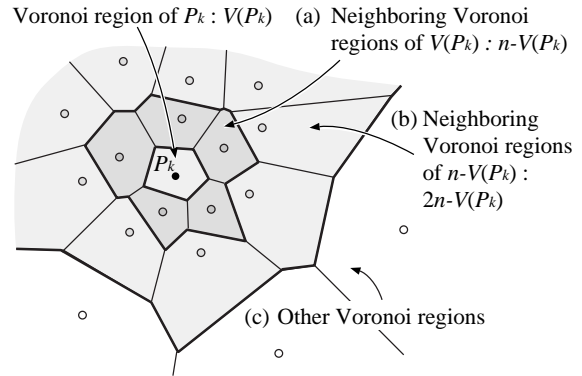 Voronoi region of Pk : V(Pk)
(a) Neighboring Voronoi
regions of V(Pk) : n-V(Pk)
(b) Neighboring
Voronoi regions
of n-V(Pk) :
2n-V(Pk)
Pk
(c) Other Voronoi regions